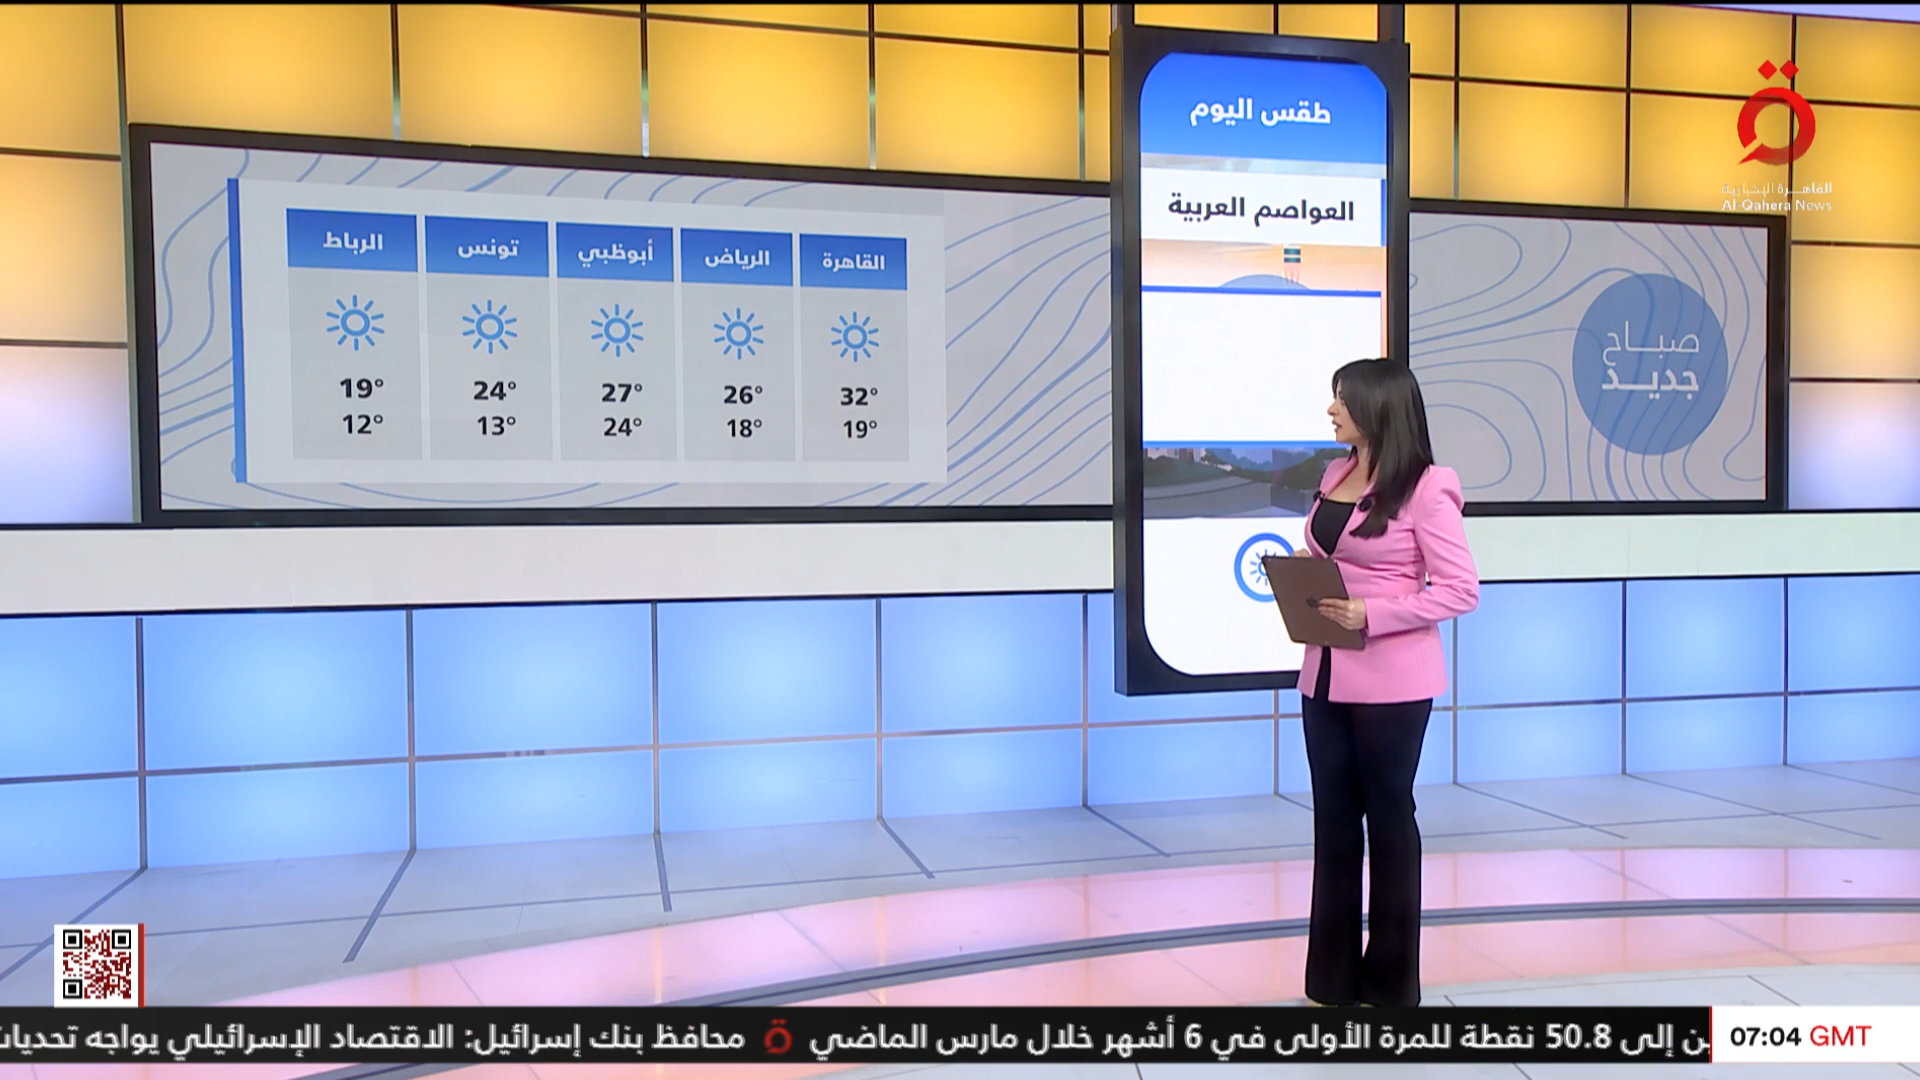 طقس اليوم
العواصم العربية
القاهرة الإخبارية
Al-Qahera News
القاهرة
الرياض
أبوظبي
تونس
الرباط
32° 26° 27° 24° 19°
19° 18° 24° 13° 12°
صباح
جديد
ين إلى 50.8 نقطة للمرة الأولى في 6 أشهر خلال مارس الماضي
محافظ بنك إسرائيل: الاقتصاد الإسرائيلي يواجه تحديات
07:04 GMT